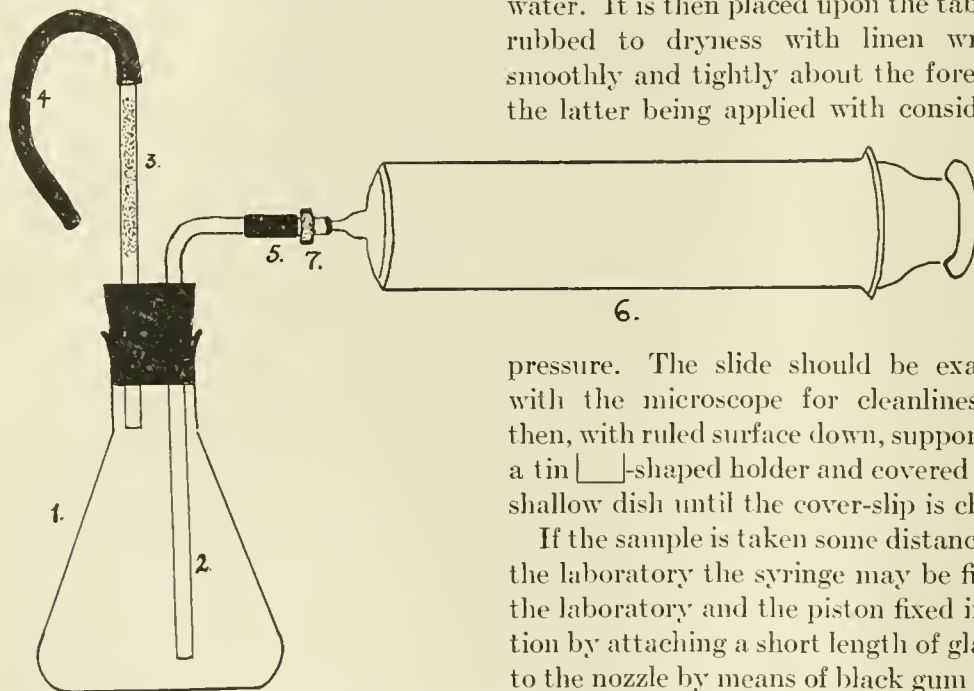 water. It is then placed upon the tab
rubbed to dryness with linen wr
smoothly and tightly about the fore
the latter being applied with consid
4
3.
5. 7.
6.
pressure. The slide should be exa
with the microscope for cleanlines
then, with ruled surface down, suppor
a tin -shaped holder and covered
shallow dish until the cover-slip is cl
1.
2.
If the sample is taken some distanc
the laboratory the syringe may be fi
the laboratory and the piston fixed i
tion by attaching a short length of gla
to the nozzle by means of black gum